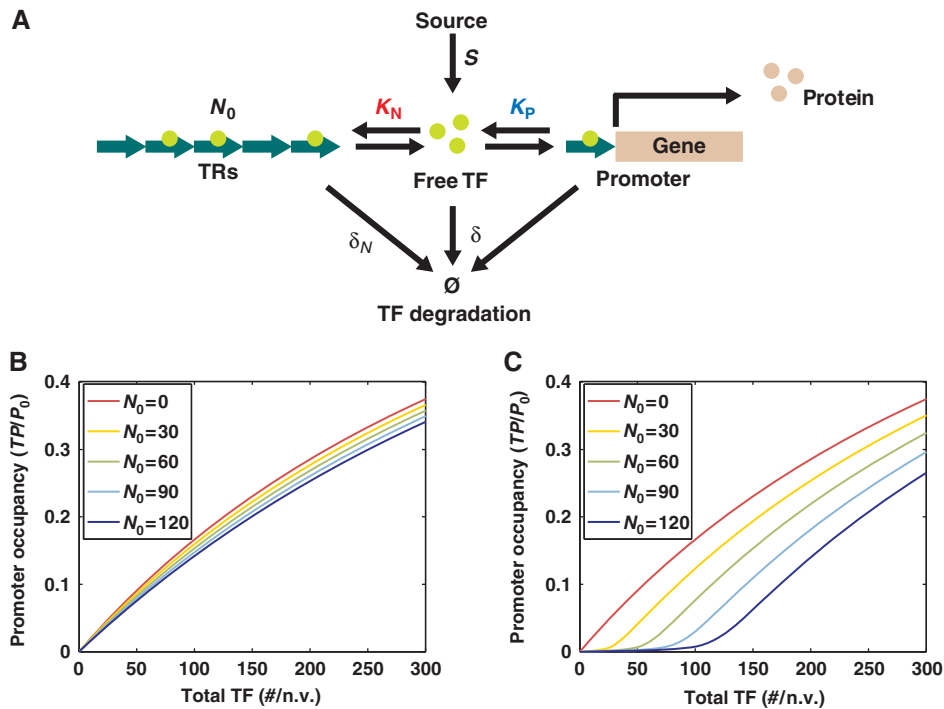 A
Source
S
N₀
K_N
K_P
Protein
Gene
TRs
Free TF
Promoter
δ_N
δ
Ø
TF degradation
B
Promoter occupancy (TP/P₀)
0.4
0.3
0.2
0.1
0
N₀=0
N₀=30
N₀=60
N₀=90
N₀=120
0 50 100 150 200 250 300
Total TF (#/n.v.)
C
Promoter occupancy (TP/P₀)
0.4
0.3
0.2
0.1
0
N₀=0
N₀=30
N₀=60
N₀=90
N₀=120
0 50 100 150 200 250 300
Total TF (#/n.v.)